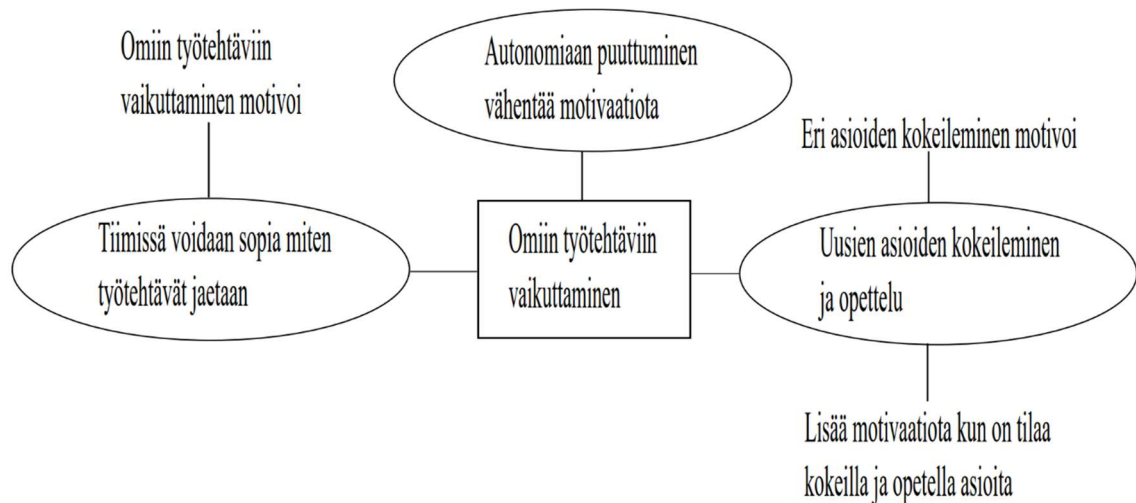 Omiin työtehtäviin
vaikuttaminen motivoi
Autonomiaan puuttuminen
vähentää motivaatiota
Eri asioiden kokeileminen motivoi
Tiimissä voidaan sopia miten
työtehtävät jaetaan
Omiin työtehtäviin
vaikuttaminen
Uusien asioiden kokeileminen
ja opettelu
Lisää motivaatiota kun on tilaa
kokeilla ja opetella asioita